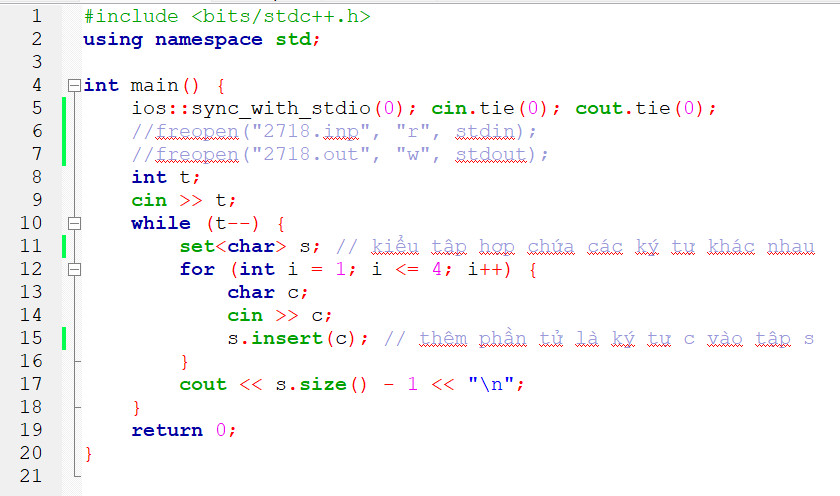 1 #include <bits/stdc++.h>
2 using namespace std;
3
4 int main() {
5 ios::sync_with_stdio(0); cin.tie(0); cout.tie(0);
6 //freopen("2718.inp", "r", stdin);
7 //freopen("2718.out", "w", stdout);
8 int t;
9 cin >> t;
10 while (t--) {
11 set<char> s; // kiểu tập hợp chứa các ký tự khác nhau
12 for (int i = 1; i <= 4; i++) {
13 char c;
14 cin >> c;
15 s.insert(c); // thêm phần tử là ký tự c vào tập s
16 }
17 cout << s.size() - 1 << "\n";
18 }
19 return 0;
20 }
21